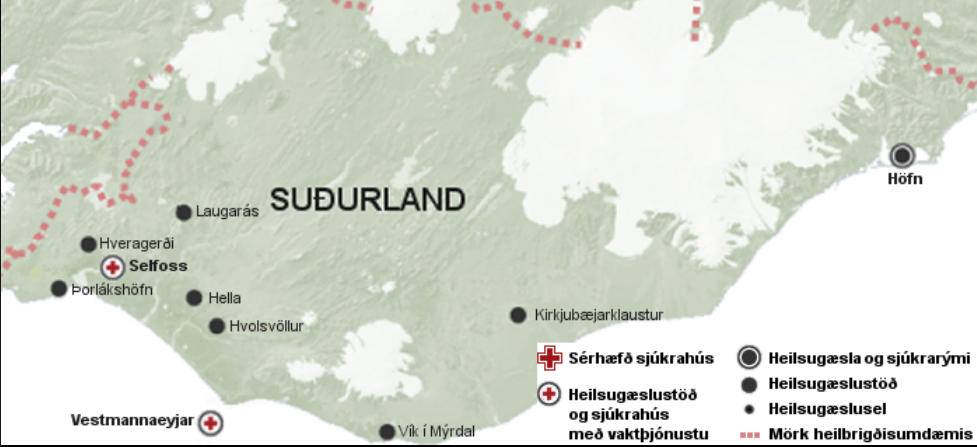 SUÐURLAND
Höfn
Laugarás
Hveragerði
Selfoss
Þorlákshöfn
Hella
Hvolsvöllur
Kirkjubæjarklaustur
Vestmannaeyjar
Vík í Mýrdal
Sérhæfð sjúkrahús
Heilsugæslustöð
og sjúkrahús
með vaktþjónustu
Heilsugæsla og sjúkrarými
Heilsugæslustöð
Heilsugæslusel
Mörk heilbrigðisumdæmis